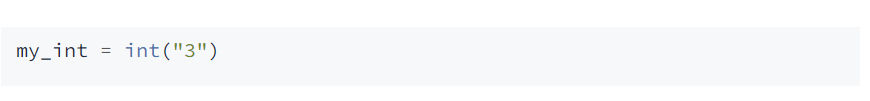 my_int = int("3")